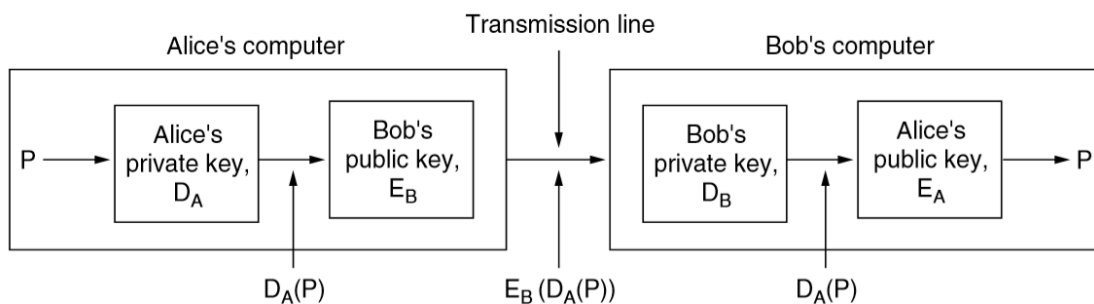 Transmission line
Alice's computer
Bob's computer
P
Alice's
private key,
D_A
Bob's
public key,
E_B
Bob's
private key,
D_B
Alice's
public key,
E_A
P
D_A(P)
E_B (D_A(P))
D_A(P)